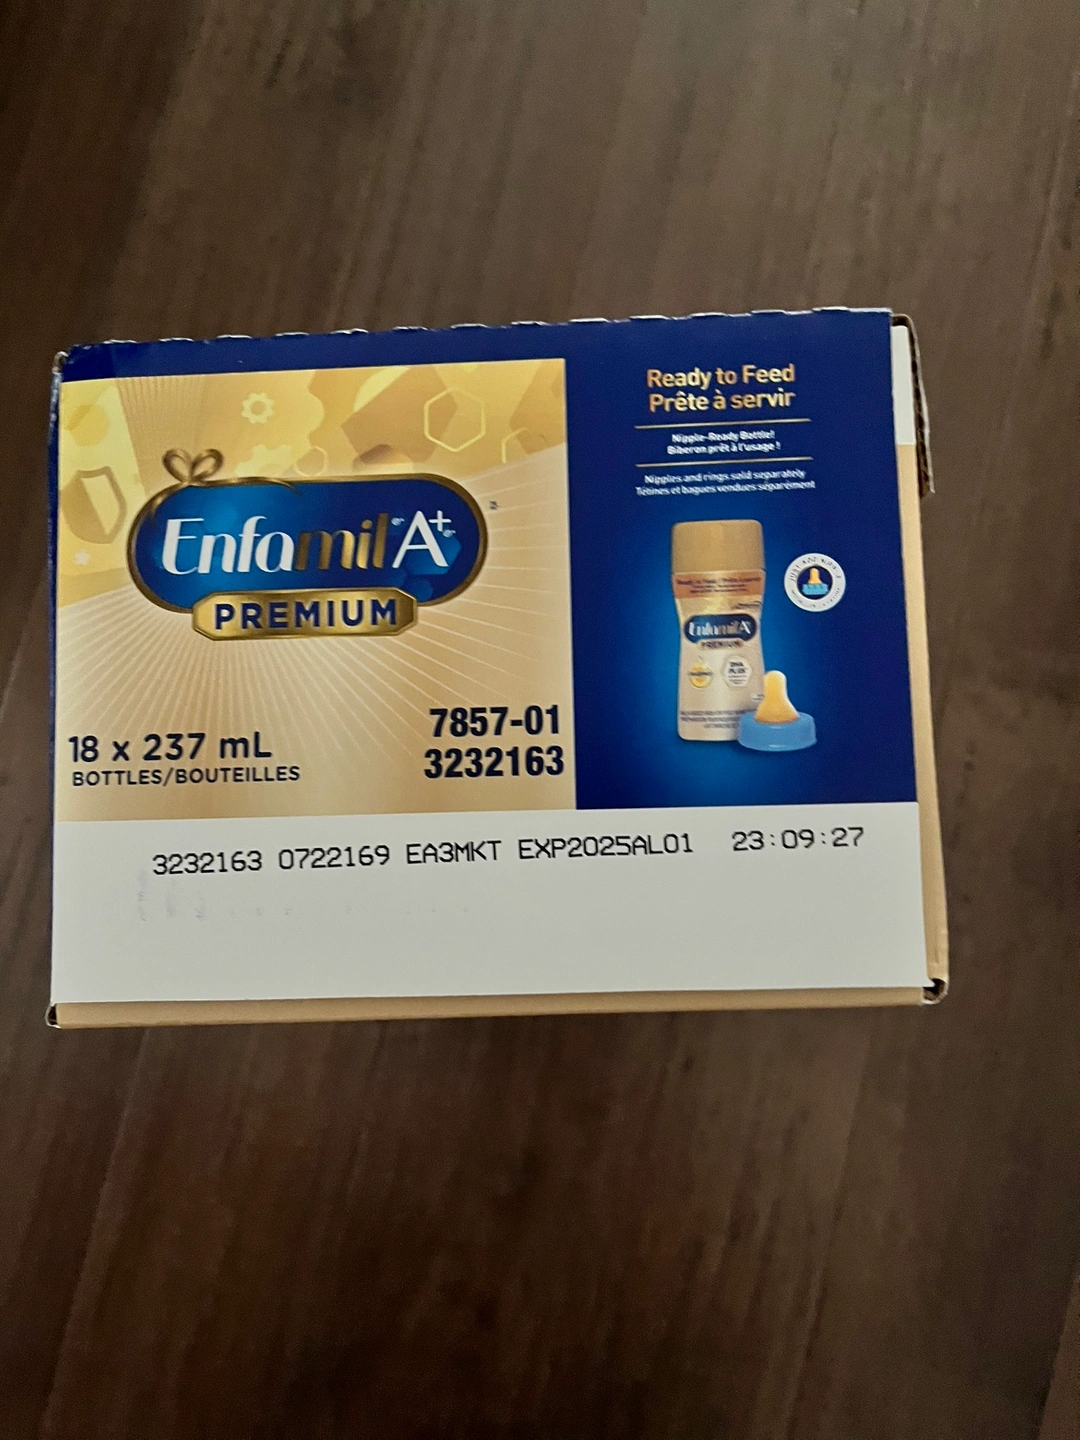 Enfamil A+
PREMIUM
18 x 237 mL
BOTTLES/BOUTEILLES
7857-01
3232163
Ready to Feed
Prête à servir
Nipple-Ready Bottle!
Biberon prêt à l'usage !
Nipples and rings sold separately
Tétines et bagues vendues séparément
Enfamil A+
PREMIUM
3232163 0722169 EA3MKT EXP2025AL01 23:09:27